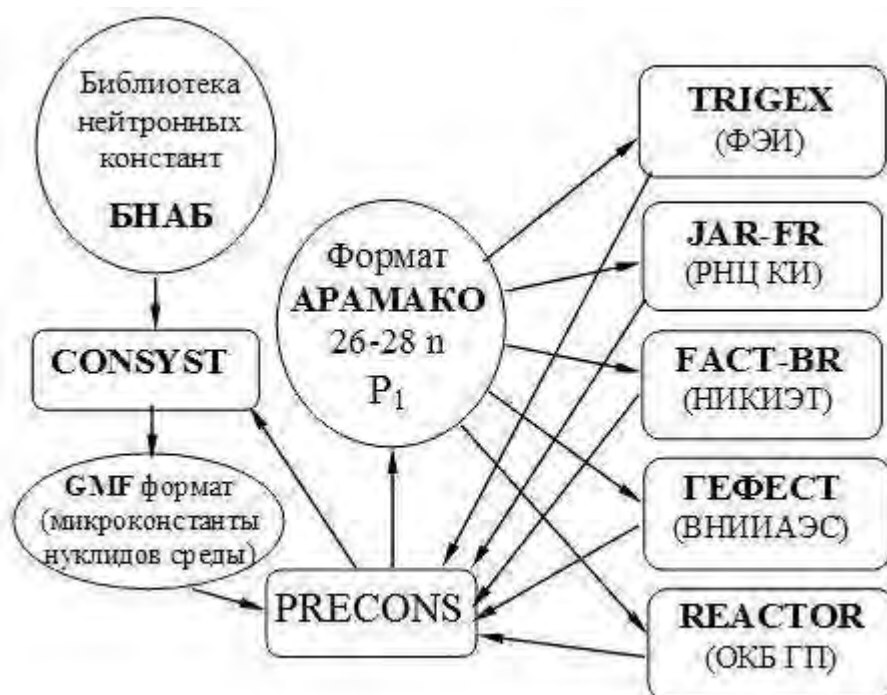 Библиотека
нейтронных
констант
БНАБ
CONSYST
GMF формат
(микроконстанты
нуклидов среды)
PRECONS
Формат
АРАМАКО
26-28 n
P₁
TRIGEX
(ФЭИ)
JAR-FR
(РНЦ КИ)
FACT-BR
(НИКИЭТ)
ГЕФЕСТ
(ВНИИАЭС)
REACTOR
(ОКБ ГП)